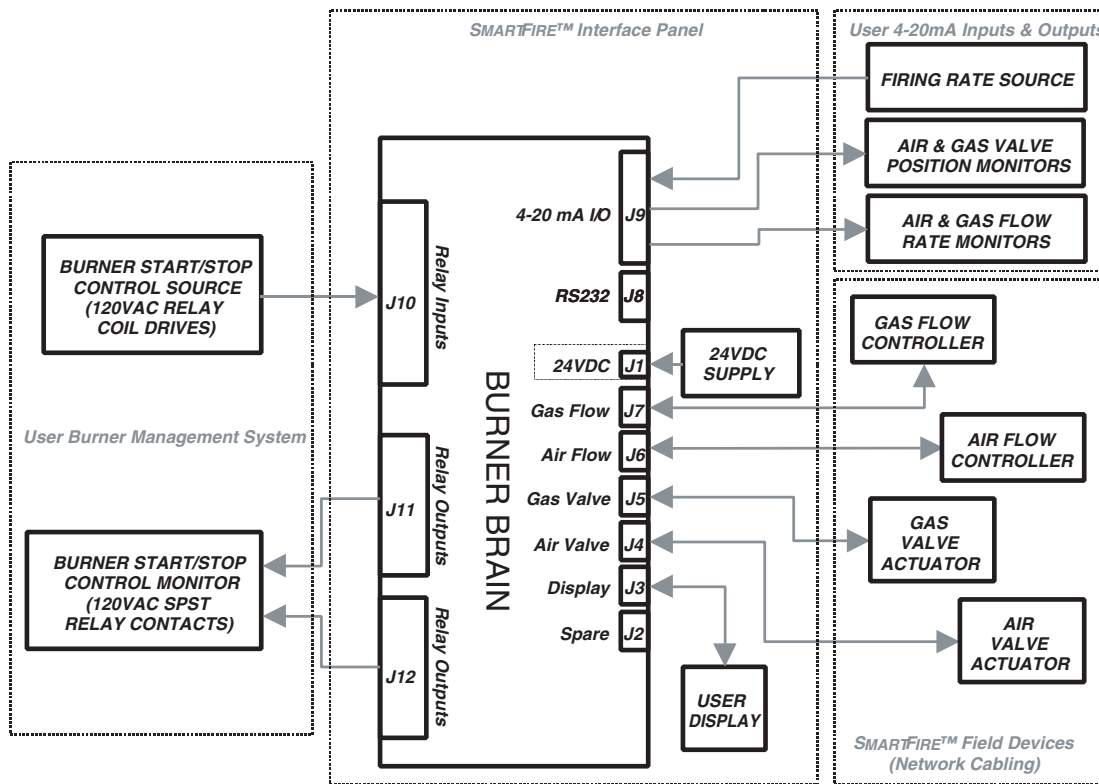 SMARTFIRE™ Interface Panel
User 4-20mA Inputs & Outputs
FIRING RATE SOURCE
AIR & GAS VALVE
POSITION MONITORS
AIR & GAS FLOW
RATE MONITORS
User Burner Management System
BURNER START/STOP
CONTROL SOURCE
(120VAC RELAY
COIL DRIVES)
BURNER START/STOP
CONTROL MONITOR
(120VAC SPST
RELAY CONTACTS)
J10
Relay Inputs
J11
Relay Outputs
J12
Relay Outputs
BURNER BRAIN
4-20 mA I/O
J9
RS232
J8
24VDC
J1
Gas Flow
J7
Air Flow
J6
Gas Valve
J5
Air Valve
J4
Display
J3
Spare
J2
24VDC
SUPPLY
USER
DISPLAY
GAS FLOW
CONTROLLER
AIR FLOW
CONTROLLER
GAS
VALVE
ACTUATOR
AIR
VALVE
ACTUATOR
SMARTFIRE™ Field Devices
(Network Cabling)